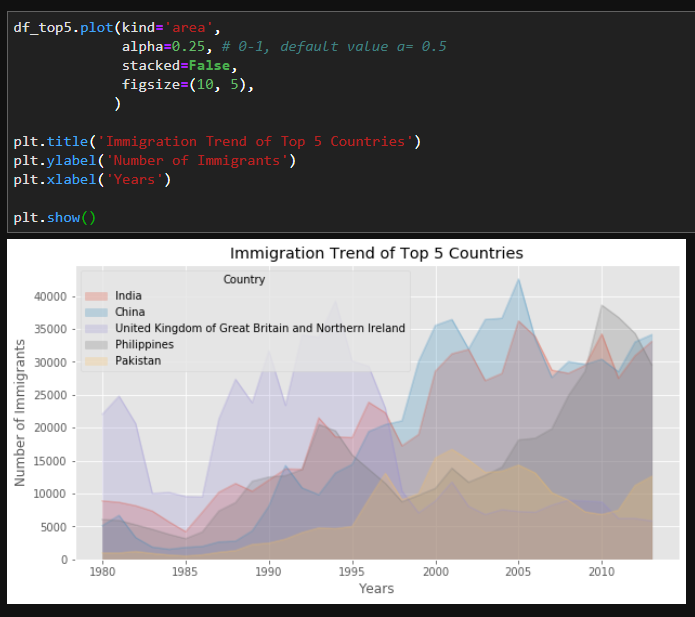 df_top5.plot(kind='area',
             alpha=0.25, # 0-1, default value a= 0.5
             stacked=False,
             figsize=(10, 5),
            )
plt.title('Immigration Trend of Top 5 Countries')
plt.ylabel('Number of Immigrants')
plt.xlabel('Years')
plt.show()
Immigration Trend of Top 5 Countries
Country
India
China
United Kingdom of Great Britain and Northern Ireland
Philippines
Pakistan
Number of Immigrants
40000
35000
30000
25000
20000
15000
10000
5000
0
1980 1985 1990 1995 2000 2005 2010
Years